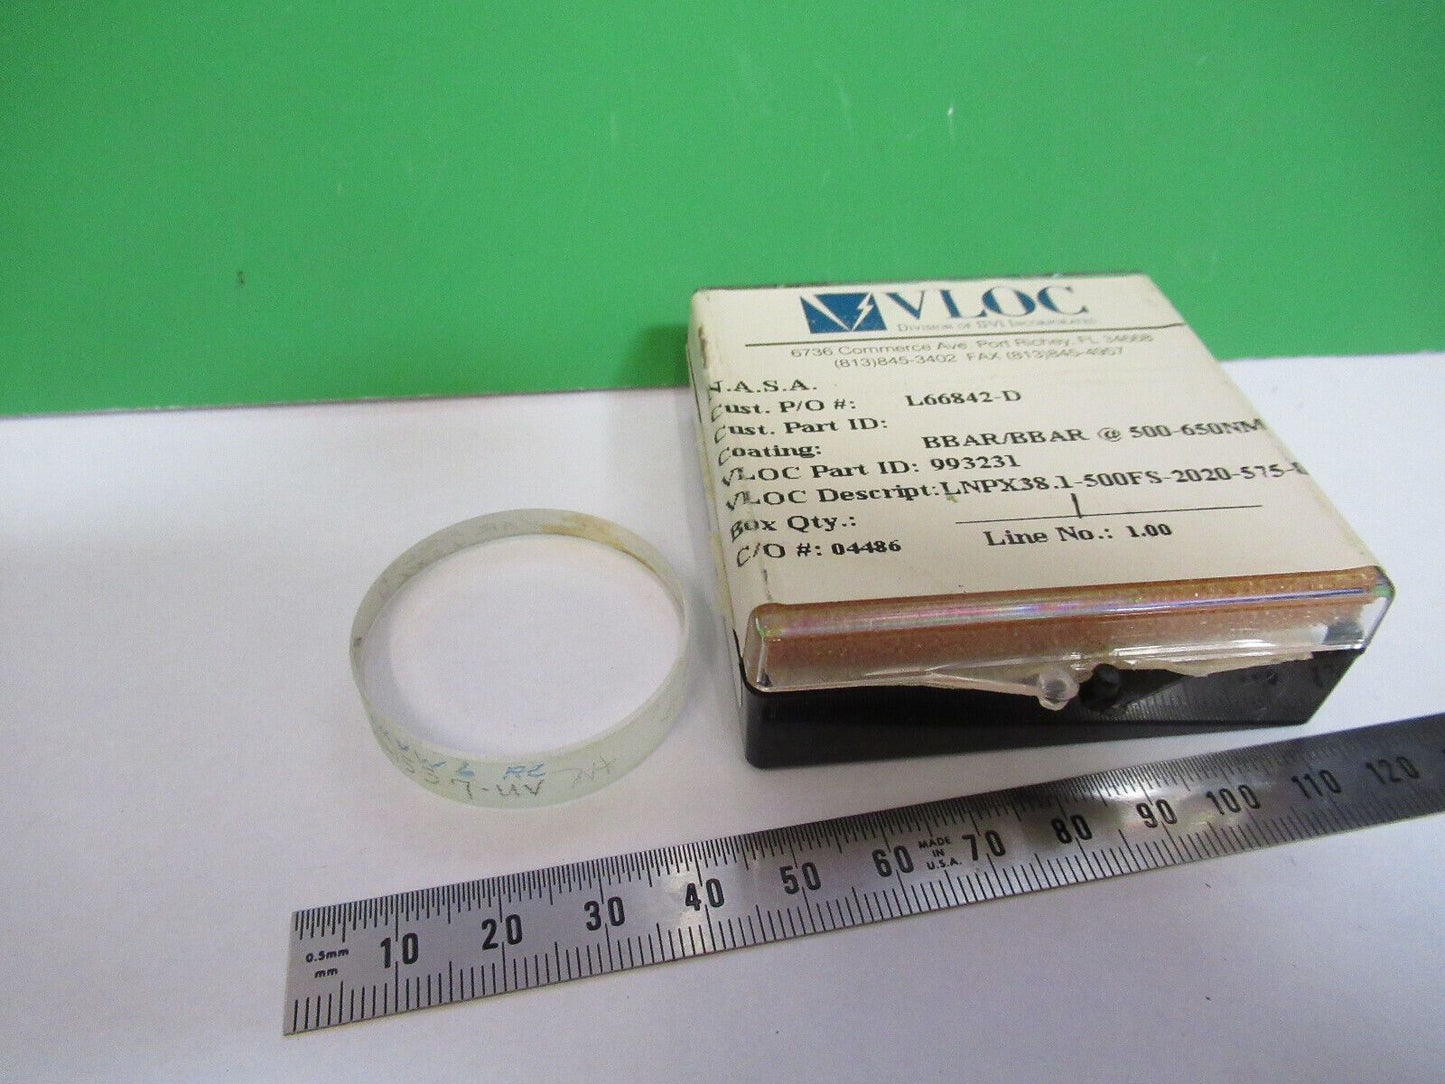 VLOC
DIVISION OF II-VI INCORPORATED
6736 Commerce Ave Port Richey, FL 34668
(813)845-3402 FAX (813)845-4957
N.A.S.A.
Cust. P/O #: L66842-D
Cust. Part ID:
Coating: BBAR/BBAR @ 500-650NM
VLOC Part ID: 993231
VLOC Descript: LNPX38.1-500FS-2020-575-
Box Qty.: 1
C/O #: 04486 Line No.: 1.00
-UV
0.5mm
mm
10 20 30 40 50 60 MADE IN U.S.A. 70 80 90 100 110 120